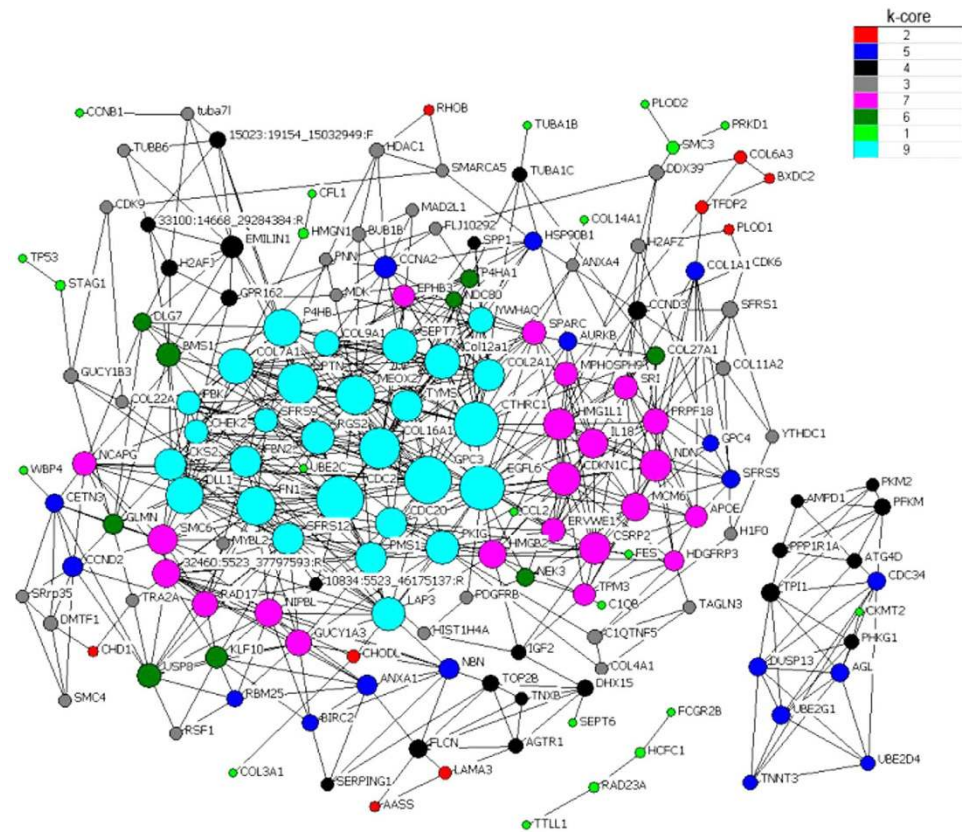 k-core
2
5
4
3
7
6
1
9
CCNB1
tuba7l
RHOB
PLOD2
PRKD1
TUBA1B
15023:19154_15032949:F
HDAC1
SMC3
TUBB6
SMARCA5
TUBA1C
DDX39
COL6A3
BXDC2
CDK9
CFL1
MAD2L1
TFDP2
33100:14668_29284384:R
HMGN1
BUB1B
FLJ10292
COL14A1
PLOD1
EMILIN1
SPP1
HSP90B1
H2AFZ
TP53
H2AFJ
PNN
CCNA2
P4HA1
ANXA4
COL1A1
CDK6
STAG1
GPR162
MDK
EPHB3
NDC80
CCND3
SFRS1
DLG7
P4HB
COL9A1
SEPT7
YWHAQ
SPARC
AURKB
BMS1
COL7A1
Col12a1
COL2A1
COL27A1
PTN
MEOX2
MPHOSPH9
SRI
COL11A2
GUCY1B3
COL22A1
PBK
TYMS
CTHRC1
SFRS9
RGS2
HMG1L1
PRPF18
CHEK2
COL16A1
IL18
YTHDC1
NCAPG
CKS2
FBN2
UBE2C
GPC3
NDN
GPC4
WBP4
DLL1
CDC2
EGFL6
CDKN1C
SFRS5
PKM2
CETN3
FN1
CCL2
MCM6
APOE
AMPD1
PFKM
GLMN
SFRS12
CDC20
ERVWE1
H1F0
SMC6
MYBL2
PMS1
PKIG
HMGB2
CSRP2
FES
HDGFRP3
PPP1R1A
ATG4D
CCND2
32460:5523_37797593:R
10834:5523_46175137:R
NEK3
TPM3
TPI1
CDC34
SRrp35
TRA2A
RAD17
NIPBL
LAP3
PDGFRB
C1QB
TAGLN3
CKMT2
DMTF1
HIST1H4A
C1QTNF5
PHKG1
CHD1
USP8
KLF10
GUCY1A3
CHODL
NBN
IGF2
COL4A1
DUSP13
AGL
SMC4
RBM25
ANXA1
TOP2B
TNXB
DHX15
FCGR2B
UBE2G1
RSF1
BIRC2
FLCN
AGTR1
SEPT6
HCFC1
UBE2D4
COL3A1
SERPING1
LAMA3
RAD23A
TNNT3
AASS
TTLL1